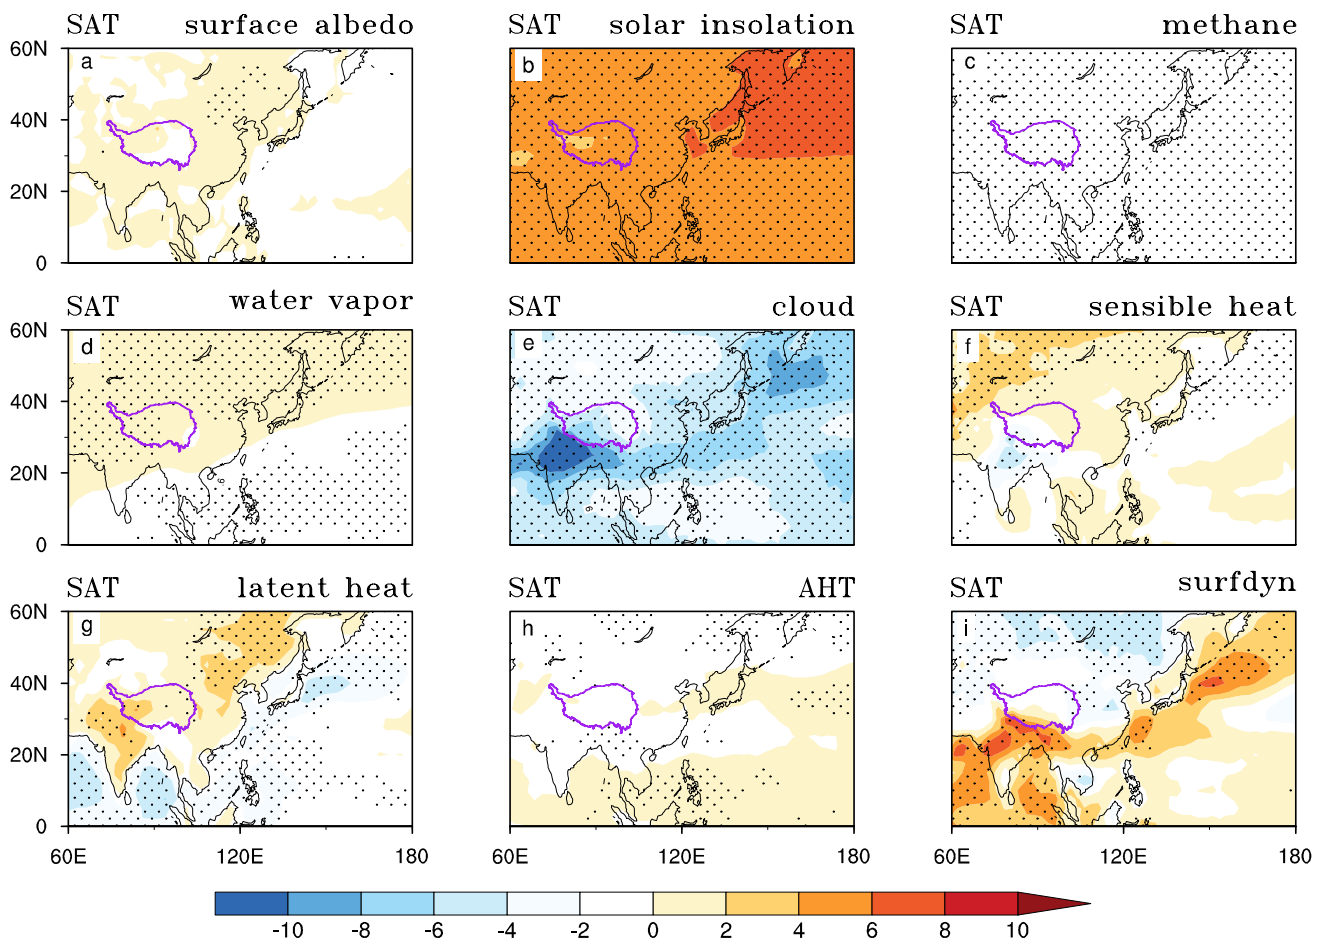 SAT surface albedo SAT solar insolation SAT methane
60N a b c
40N
20N
0
SAT water vapor SAT cloud SAT sensible heat
60N d e f
40N
20N
0
SAT latent heat SAT AHT SAT surfdyn
60N g h i
40N
20N
0
60E 120E 180 60E 120E 180 60E 120E 180
-10 -8 -6 -4 -2 0 2 4 6 8 10